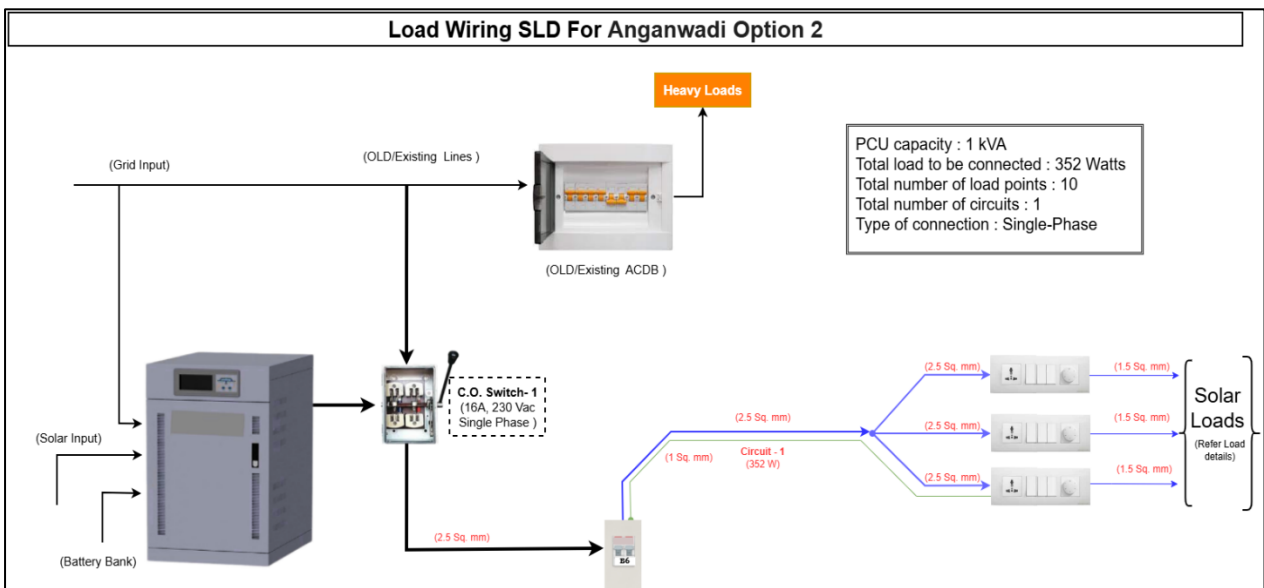 Load Wiring SLD For Anganwadi Option 2
Heavy Loads
(Grid Input)
(OLD/Existing Lines )
PCU capacity : 1 kVA
Total load to be connected : 352 Watts
Total number of load points : 10
Total number of circuits : 1
Type of connection : Single-Phase
(OLD/Existing ACDB )
C.O. Switch- 1
(16A, 230 Vac
Single Phase )
(2.5 Sq. mm)
(1.5 Sq. mm)
(2.5 Sq. mm)
(2.5 Sq. mm)
(1.5 Sq. mm)
Solar
Loads
(Refer Load
details)
(Solar Input)
(1 Sq. mm)
Circuit - 1
(352 W)
(2.5 Sq. mm)
(1.5 Sq. mm)
(Battery Bank)
(2.5 Sq. mm)
B6